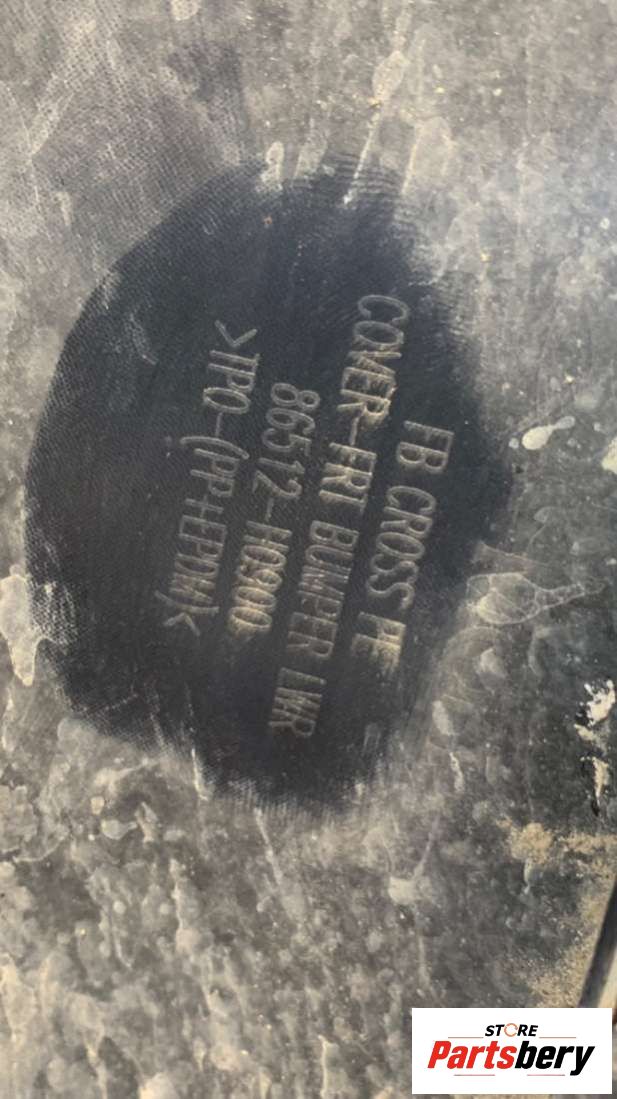 FB CROSS PE
COVER-FRT BUMPER LWR
86512-H0900
>TPO-(PP+EPDM)<
STORE
Partsbery